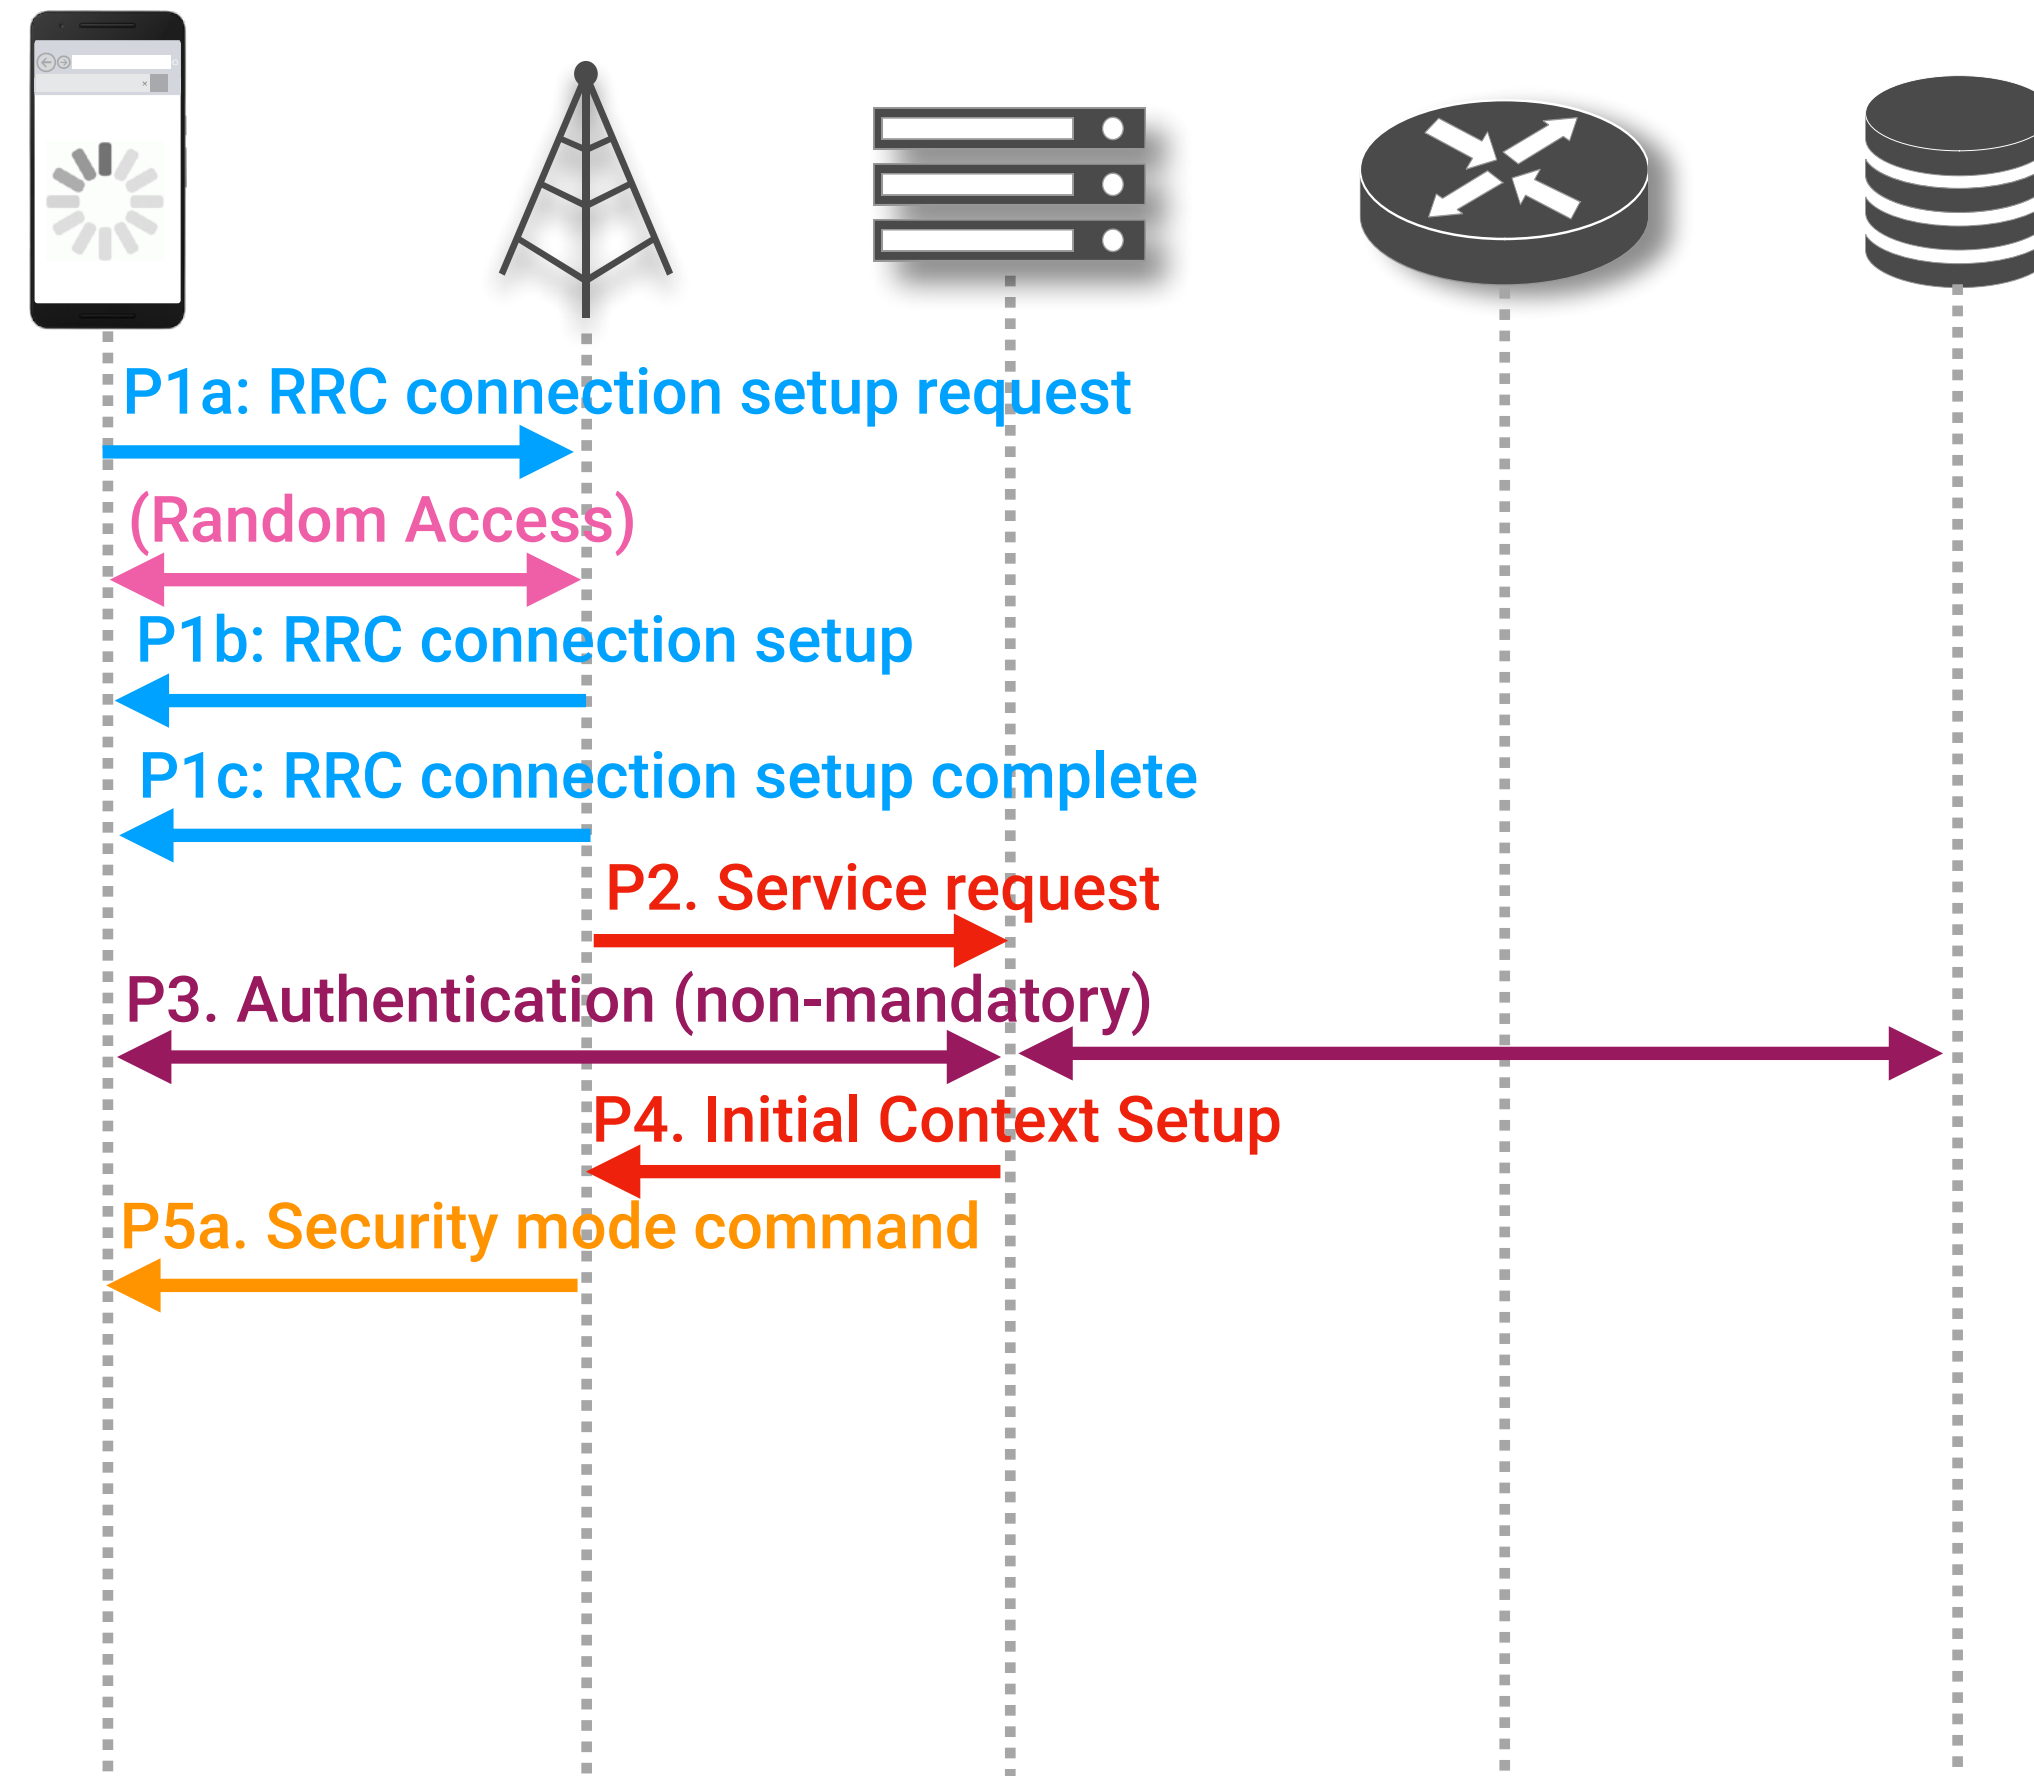 P1a: RRC connection setup request
(Random Access)
P1b: RRC connection setup
P1c: RRC connection setup complete
P2. Service request
P3. Authentication (non-mandatory)
P4. Initial Context Setup
P5a. Security mode command